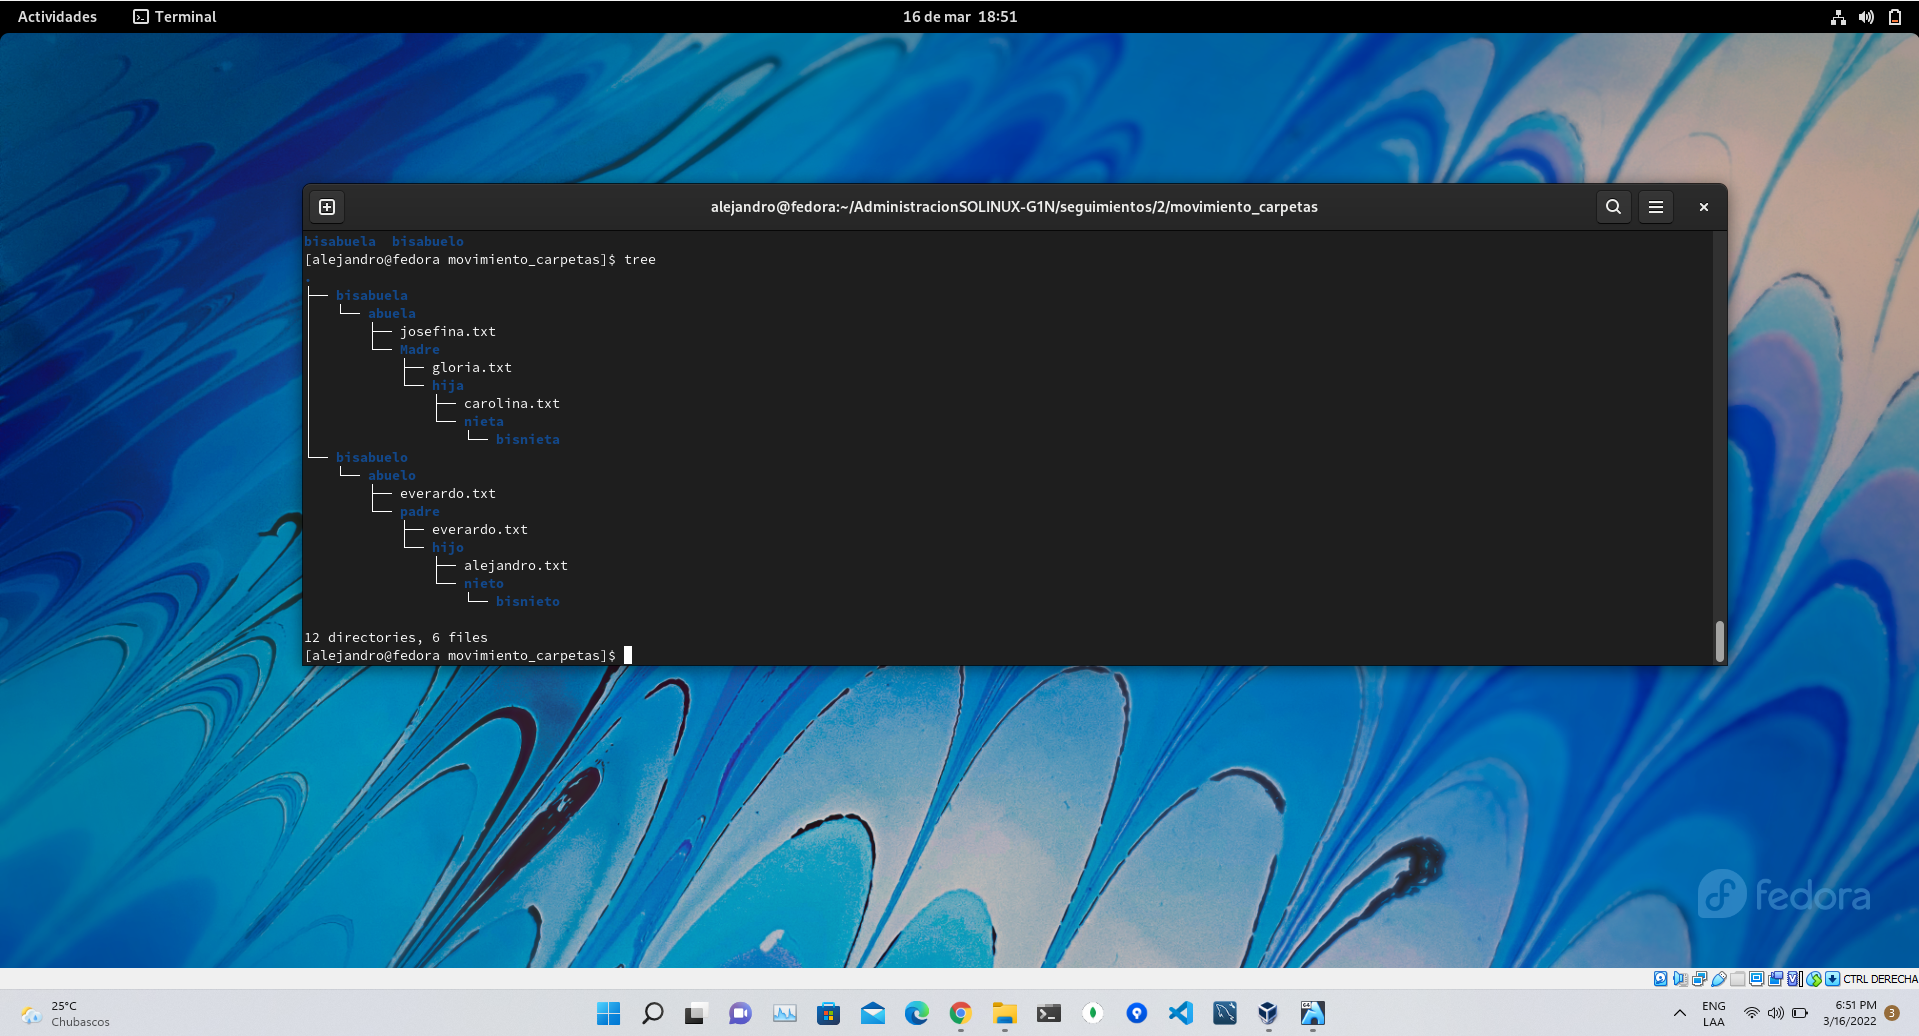 Actividades Terminal 16 de mar 18:51
alejandro@fedora:~/AdministracionSOLINUX-G1N/seguimientos/2/movimiento_carpetas
bisabuela bisabuelo
[alejandro@fedora movimiento_carpetas]$ tree
.
├── bisabuela
│   └── abuela
│       ├── josefina.txt
│       └── Madre
│           ├── gloria.txt
│           └── hija
│               ├── carolina.txt
│               └── nieta
│                   └── bisnieta
└── bisabuelo
    └── abuelo
        ├── everardo.txt
        └── padre
            ├── everardo.txt
            └── hijo
                ├── alejandro.txt
                └── nieto
                    └── bisnieto
12 directories, 6 files
[alejandro@fedora movimiento_carpetas]$
fedora
CTRL DERECHA
25°C
Chubascos
ENG
LAA
6:51 PM
3/16/2022
3